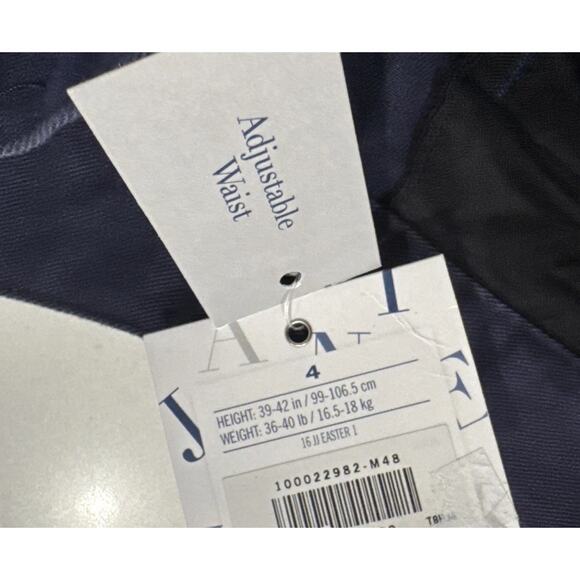 Adjustable
Waist
4
HEIGHT: 39-42 in / 99-106.5 cm
WEIGHT: 36-40 lb / 16.5-18 kg
16 JJ EASTER 1
100022982-M48